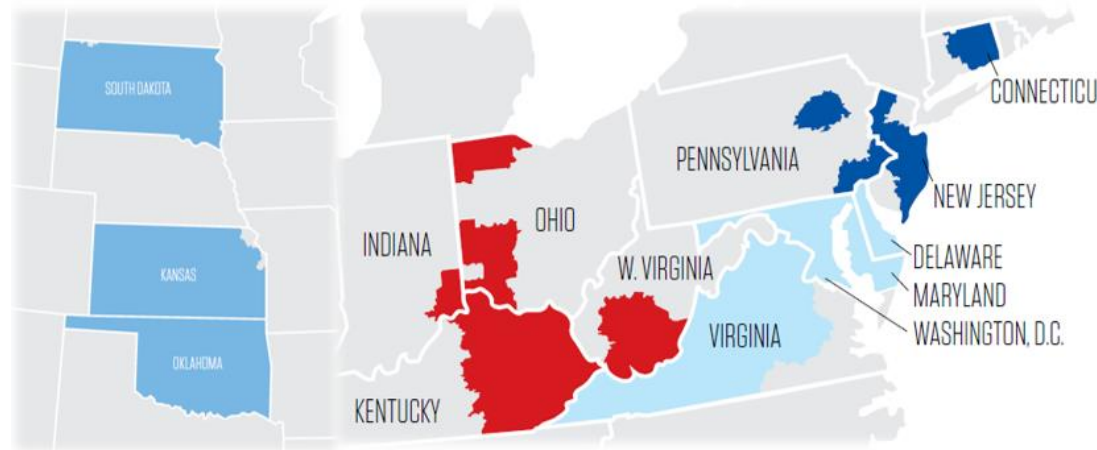 SOUTH DAKOTA
KANSAS
OKLAHOMA
CONNECTICU
PENNSYLVANIA
NEW JERSEY
OHIO
INDIANA
DELAWARE
W. VIRGINIA
MARYLAND
VIRGINIA
WASHINGTON, D.C.
KENTUCKY